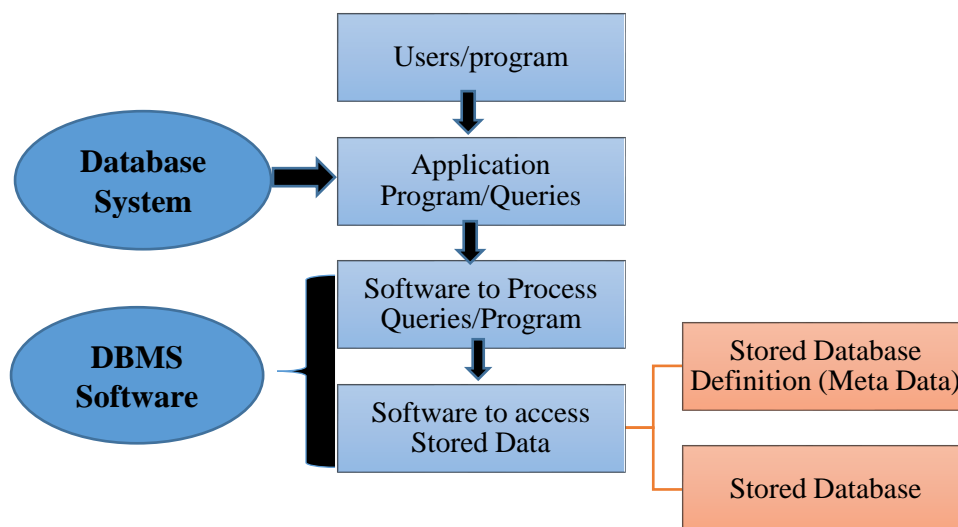 Users/program
Database
System
Application
Program/Queries
Software to Process
Queries/Program
DBMS
Software
Stored Database
Definition (Meta Data)
Software to access
Stored Data
Stored Database